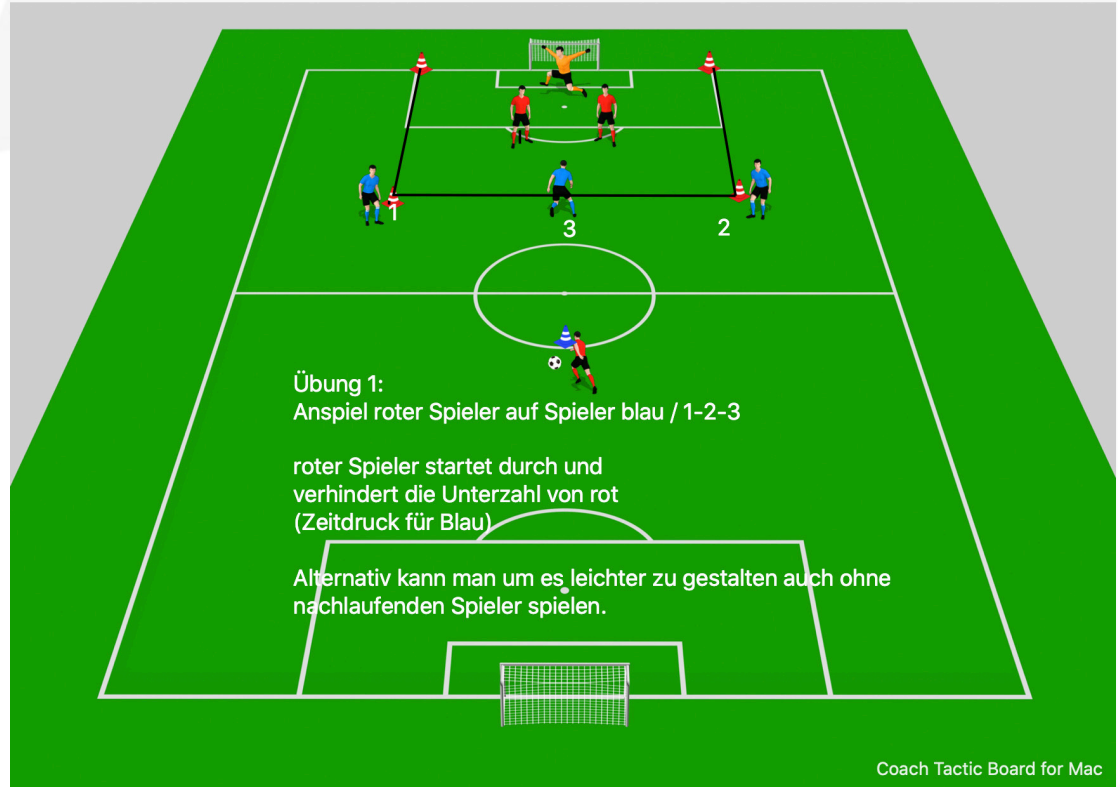 1
3
2
Übung 1:
Anspiel roter Spieler auf Spieler blau / 1-2-3
roter Spieler startet durch und
verhindert die Unterzahl von rot
(Zeitdruck für Blau)
Alternativ kann man um es leichter zu gestalten auch ohne
nachlaufenden Spieler spielen.
Coach Tactic Board for Mac